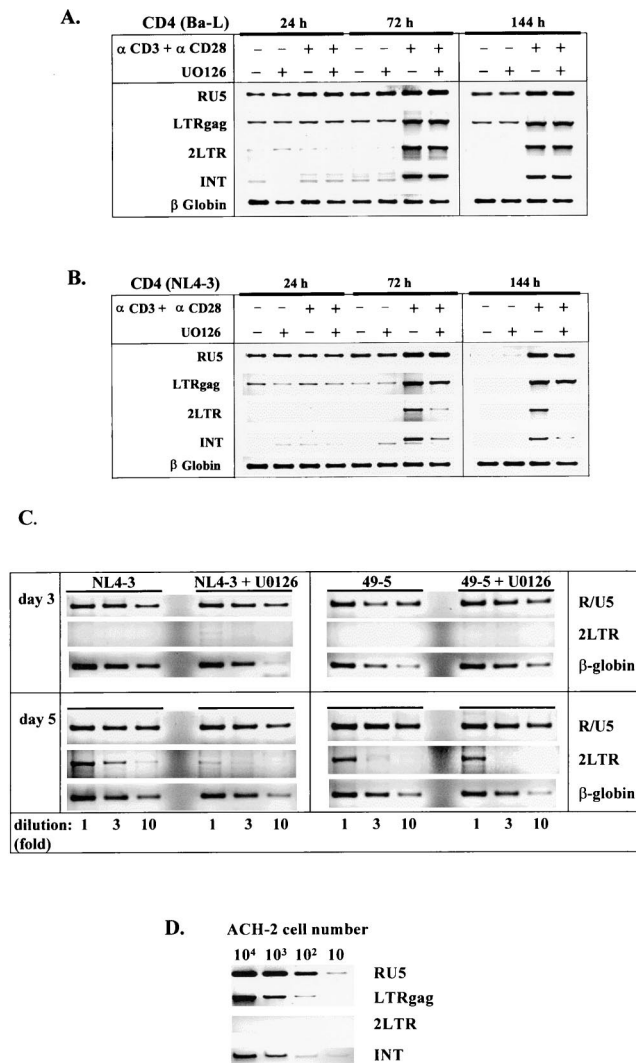 A.
CD4 (Ba-L) 24 h 72 h 144 h
α CD3 + α CD28 − − + + − − + + − − + +
UO126 − + − + − + − + − + − +
RU5
LTRgag
2LTR
INT
β Globin
B.
CD4 (NL4-3) 24 h 72 h 144 h
α CD3 + α CD28 − − + + − − + + − − + +
UO126 − + − + − + − + − + − +
RU5
LTRgag
2LTR
INT
β Globin
C.
NL4-3 NL4-3 + U0126 49-5 49-5 + U0126
day 3 R/U5
2LTR
β-globin
day 5 R/U5
2LTR
β-globin
dilution: 1 3 10 1 3 10 1 3 10 1 3 10
(fold)
D. ACH-2 cell number
10⁴ 10³ 10² 10
RU5
LTRgag
2LTR
INT